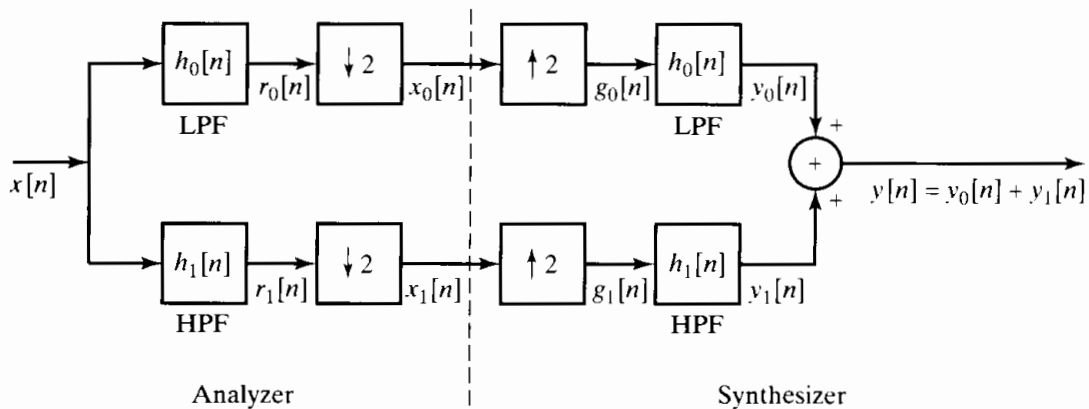 h₀[n]
↓ 2
↑ 2
h₀[n]
r₀[n]
x₀[n]
g₀[n]
y₀[n]
LPF
LPF
+
x[n]
+
y[n] = y₀[n] + y₁[n]
+
h₁[n]
↓ 2
↑ 2
h₁[n]
r₁[n]
x₁[n]
g₁[n]
y₁[n]
HPF
HPF
Analyzer
Synthesizer